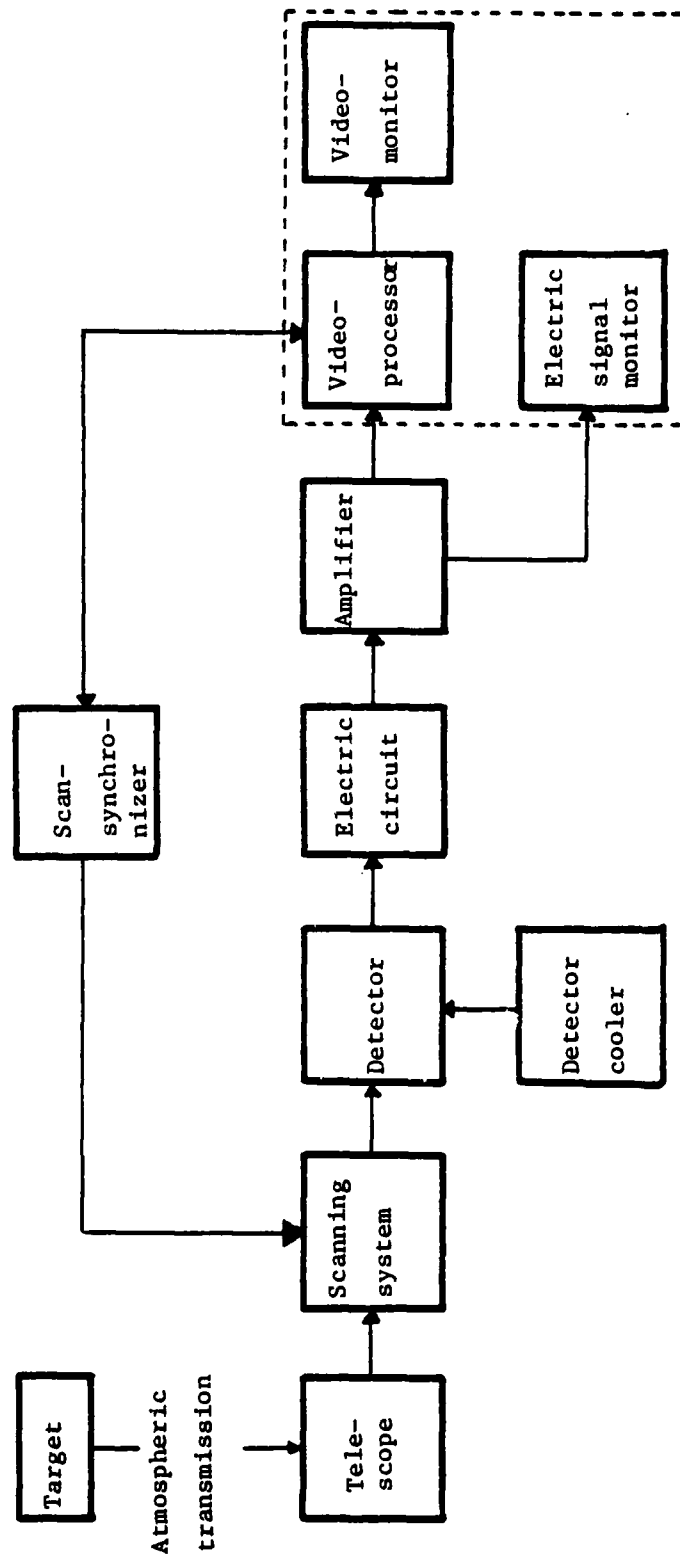 Target
Atmospheric
transmission
Tele-
scope
Scanning
system
Scan-
synchro-
nizer
Detector
Detector
cooler
Electric
circuit
Amplifier
Video-
processor
Video-
monitor
Electric
signal
monitor